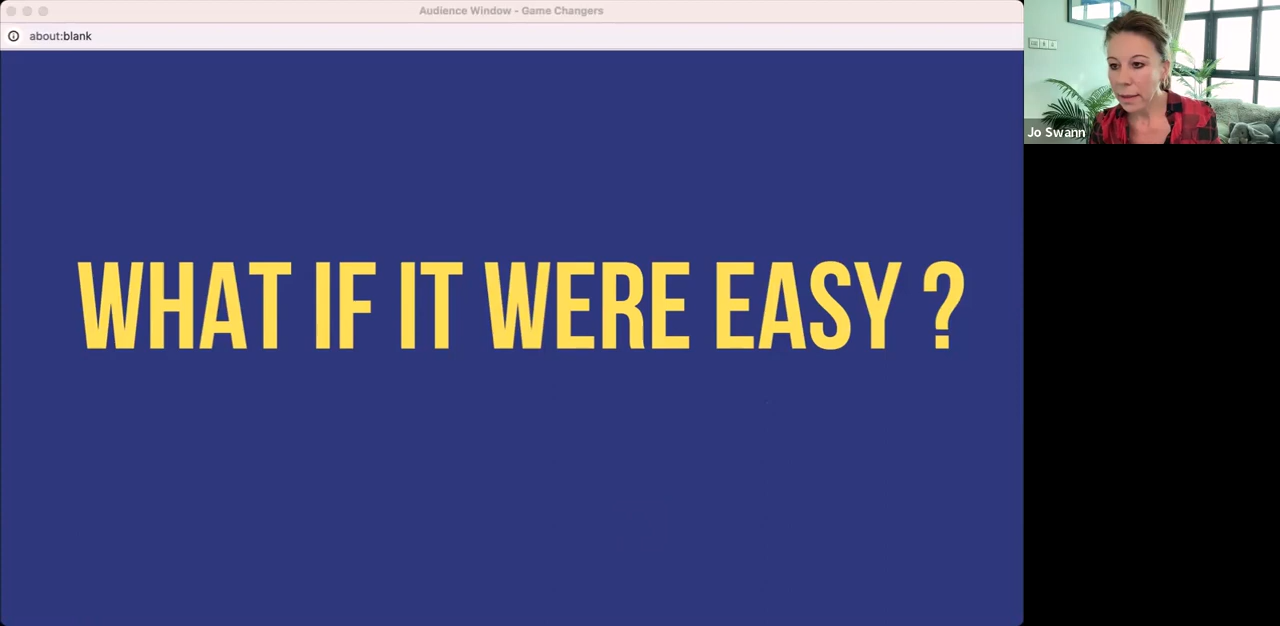 Audience Window - Game Changers
about:blank
WHAT IF IT WERE EASY ?
Jo Swann